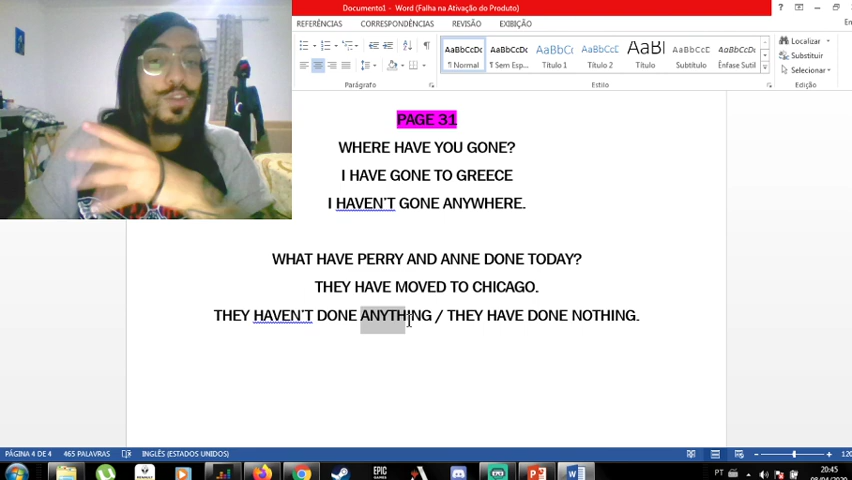 Documento1 - Word (Falha na Ativação do Produto)
REFERÊNCIAS CORRESPONDÊNCIAS REVISÃO EXIBIÇÃO
AaBbCcDc AaBbCcDc AaBbCc AaBbCcDc AaBl AaBbCcDc AaBbCcDc
¶ Normal ¶ Sem Esp... Título 1 Título 2 Título Subtítulo Ênfase Sutil
Localizar
Substituir
Selecionar
Parágrafo Estilo Edição
PAGE 31
WHERE HAVE YOU GONE?
I HAVE GONE TO GREECE
I HAVEN'T GONE ANYWHERE.
WHAT HAVE PERRY AND ANNE DONE TODAY?
THEY HAVE MOVED TO CHICAGO.
THEY HAVEN'T DONE ANYTHING / THEY HAVE DONE NOTHING.
PÁGINA 4 DE 4 465 PALAVRAS INGLÊS (ESTADOS UNIDOS) 120
EPIC GAMES PT 20:45